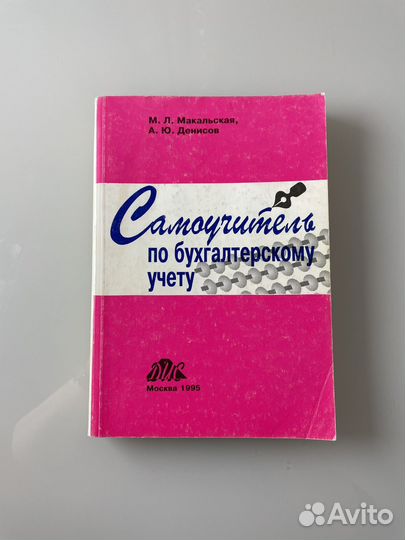 М. Л. Макальская,
А. Ю. Денисов
Самоучитель
по бухгалтерскому
учету
ДИС
Москва 1995
Avito